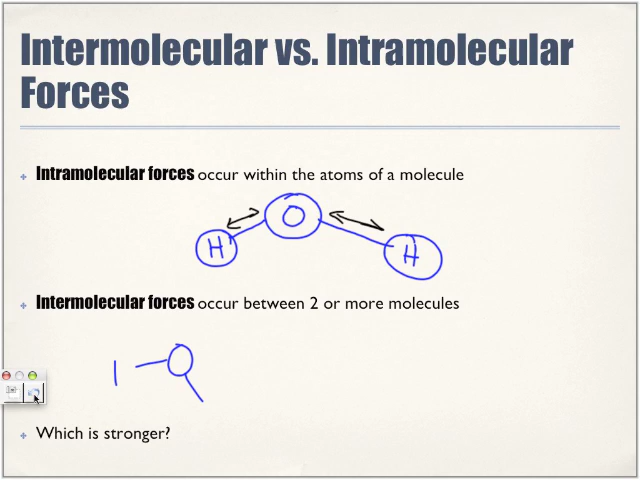 Intermolecular vs. Intramolecular
Forces
Intramolecular forces occur within the atoms of a molecule
O
H
H
Intermolecular forces occur between 2 or more molecules
O
Which is stronger?